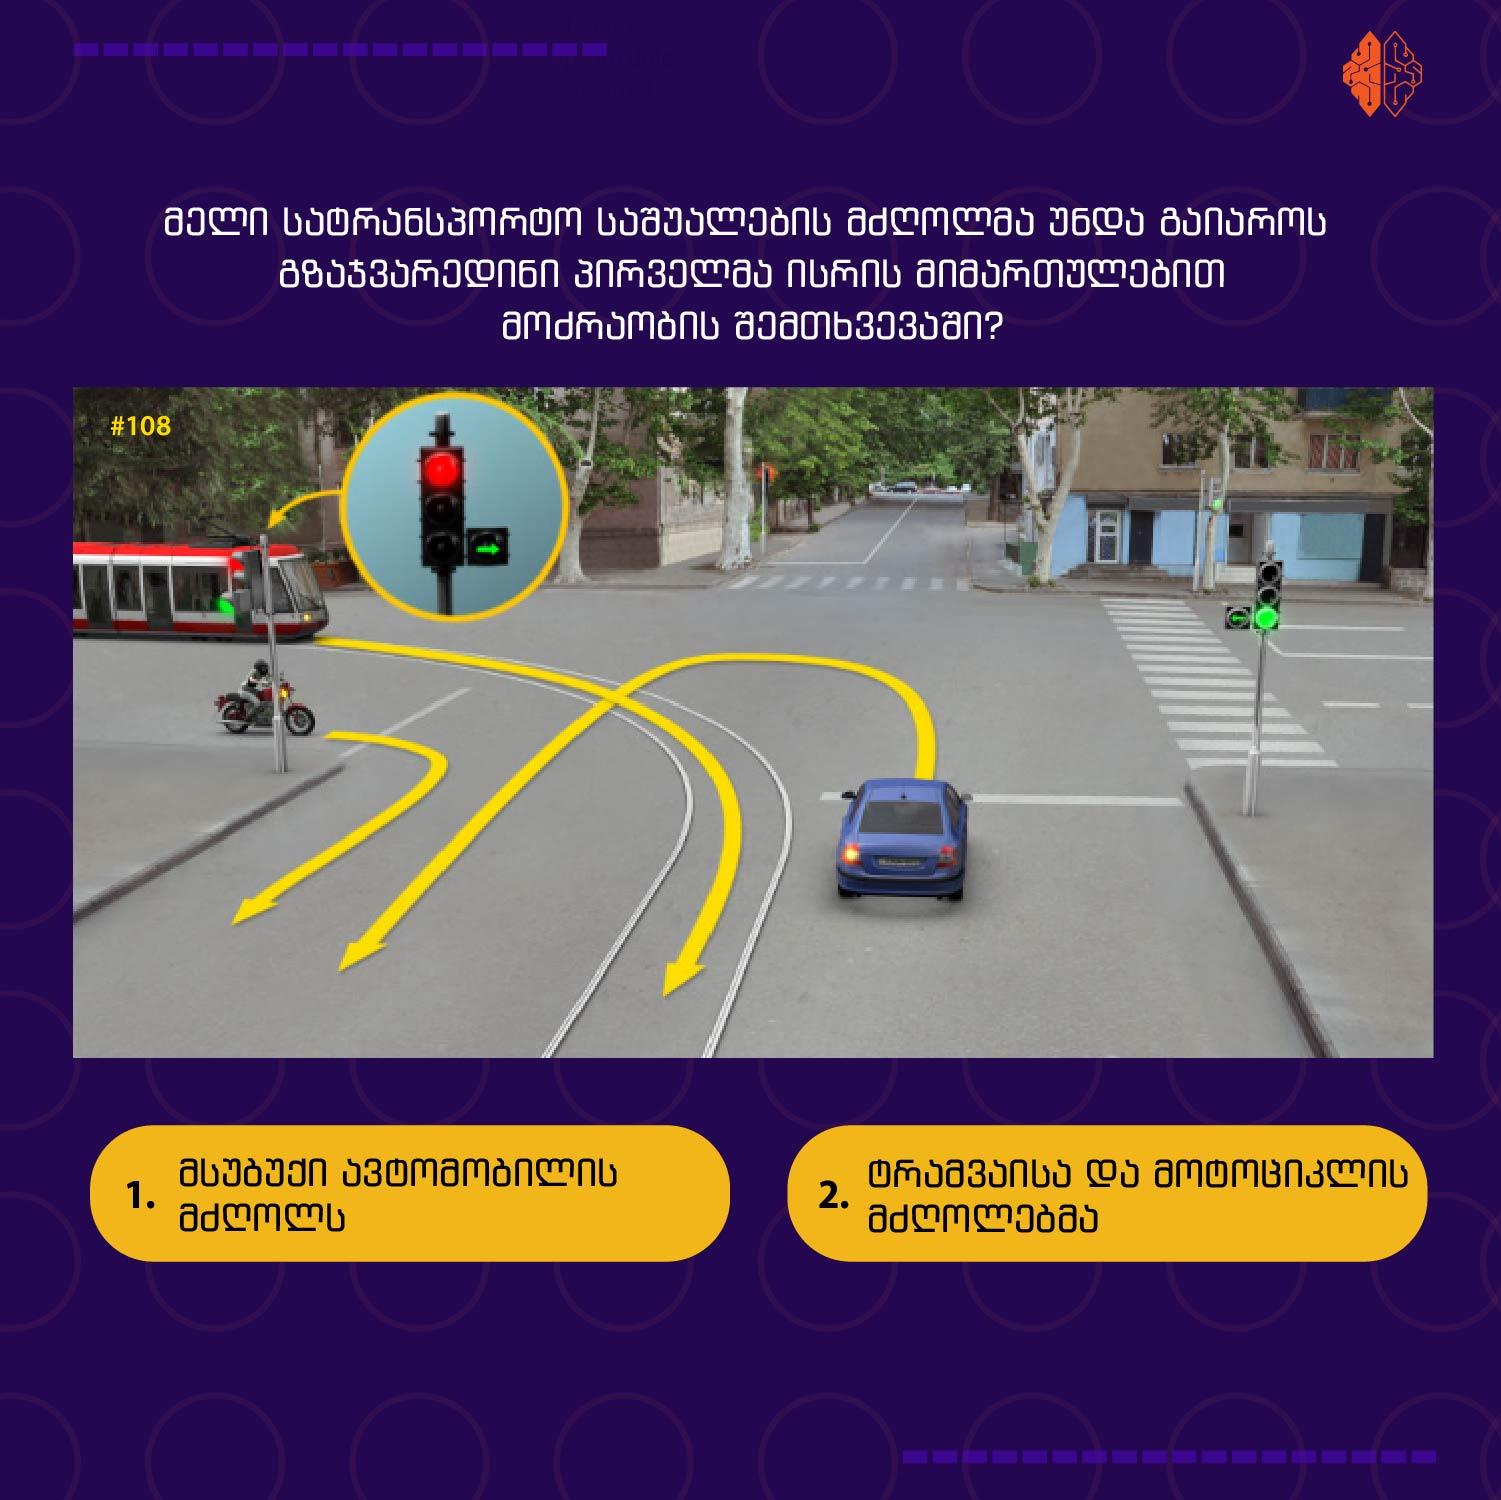 რომელი სატრანსპორტო საშუალების მძღოლმა უნდა გაიაროს
გზაჯვარედინი პირველმა ისრის მიმართულებით
მოძრაობის შემთხვევაში?
#108
1. მსუბუქი ავტომობილის
მძღოლს
2. ტრამვაისა და მოტოციკლის
მძღოლებმა